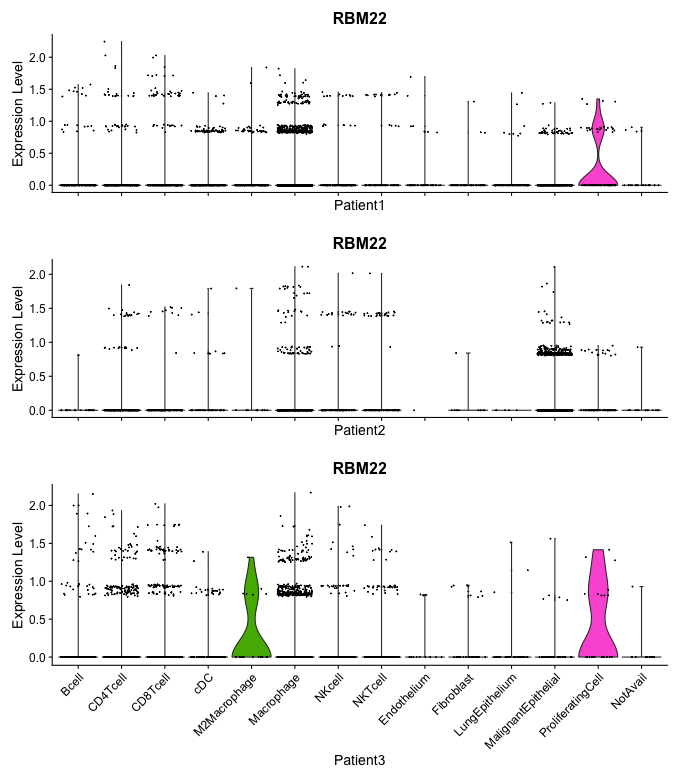 RBM22
Expression Level
2.0
1.5
1.0
0.5
0.0
Patient1
RBM22
Expression Level
2.0
1.5
1.0
0.5
0.0
Patient2
RBM22
Expression Level
2.0
1.5
1.0
0.5
0.0
Bcell
CD4Tcell
CD8Tcell
cDC
M2Macrophage
Macrophage
NKcell
NKTcell
Endothelium
Fibroblast
LungEpithelium
MalignantEpithelial
ProliferatingCell
NotAvail
Patient3